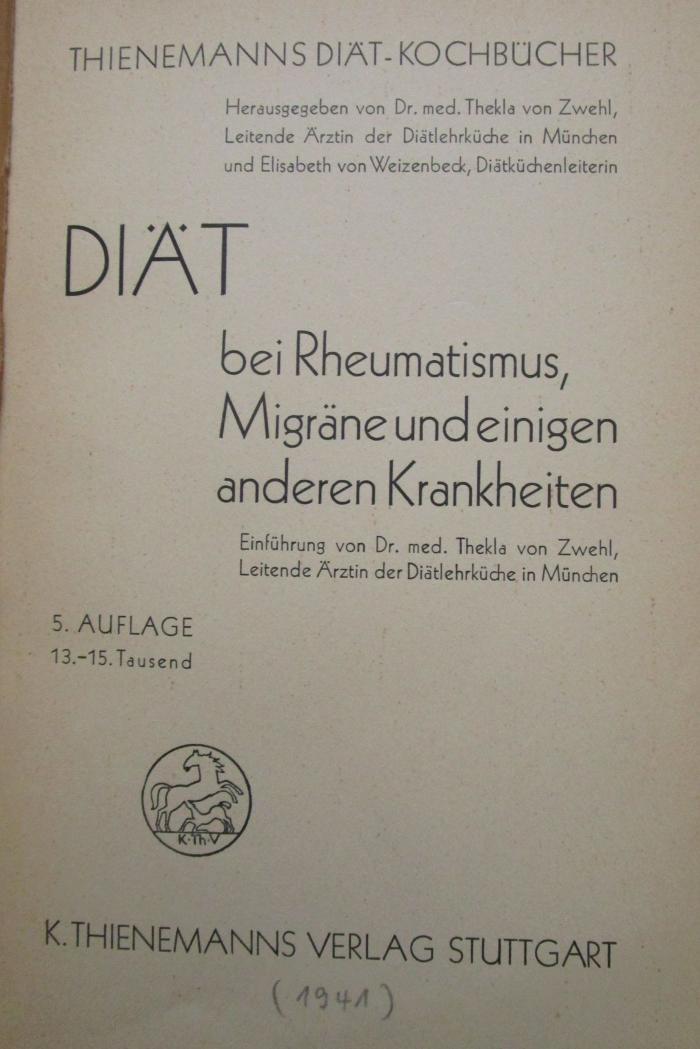 THIENEMANNS DIÄT-KOCHBÜCHER
Herausgegeben von Dr. med. Thekla von Zwehl,
Leitende Ärztin der Diätlehrküche in München
und Elisabeth von Weizenbeck, Diätküchenleiterin
DIÄT
bei Rheumatismus,
Migräne und einigen
anderen Krankheiten
Einführung von Dr. med. Thekla von Zwehl,
Leitende Ärztin der Diätlehrküche in München
5. AUFLAGE
13.-15. Tausend
K·Th·V
K. THIENEMANNS VERLAG STUTTGART
(1941)